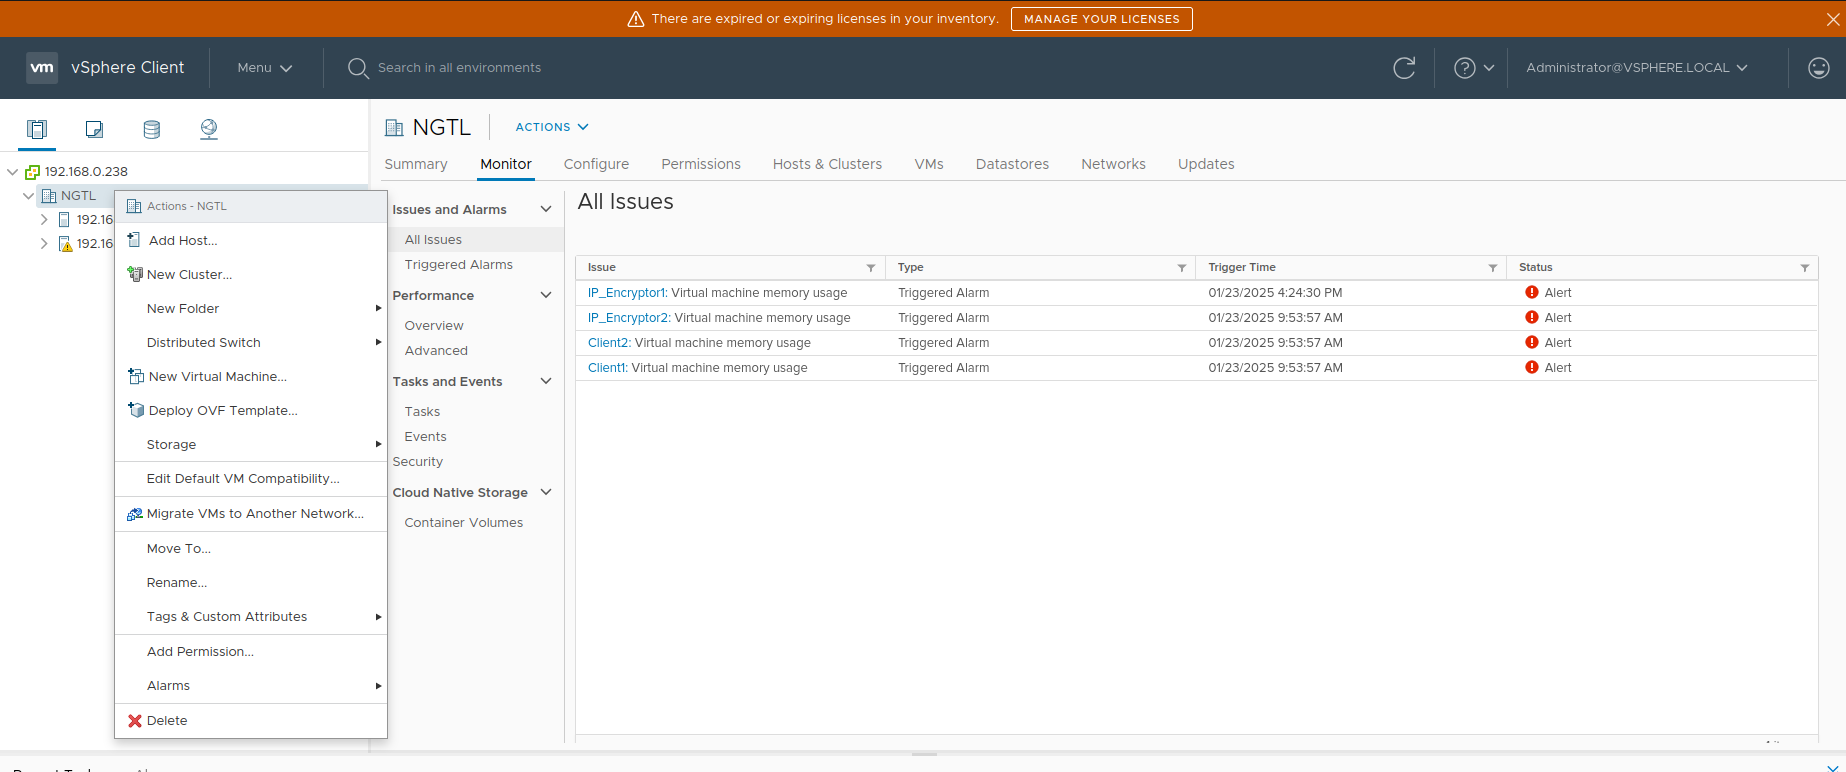 There are expired or expiring licenses in your inventory. MANAGE YOUR LICENSES
vm vSphere Client Menu Search in all environments Administrator@VSPHERE.LOCAL
NGTL ACTIONS
Summary Monitor Configure Permissions Hosts & Clusters VMs Datastores Networks Updates
192.168.0.238
NGTL
192.16
192.16
Actions - NGTL
Add Host...
New Cluster...
New Folder
Distributed Switch
New Virtual Machine...
Deploy OVF Template...
Storage
Edit Default VM Compatibility...
Migrate VMs to Another Network...
Move To...
Rename...
Tags & Custom Attributes
Add Permission...
Alarms
Delete
Issues and Alarms
All Issues
Triggered Alarms
Performance
Overview
Advanced
Tasks and Events
Tasks
Events
Security
Cloud Native Storage
Container Volumes
All Issues
Issue Type Trigger Time Status
IP_Encryptor1: Virtual machine memory usage Triggered Alarm 01/23/2025 4:24:30 PM Alert
IP_Encryptor2: Virtual machine memory usage Triggered Alarm 01/23/2025 9:53:57 AM Alert
Client2: Virtual machine memory usage Triggered Alarm 01/23/2025 9:53:57 AM Alert
Client1: Virtual machine memory usage Triggered Alarm 01/23/2025 9:53:57 AM Alert